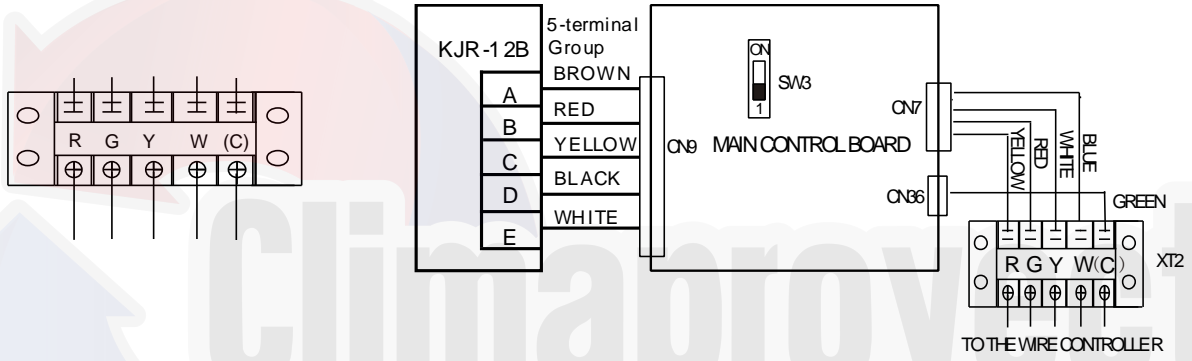 R G Y W (C)
KJR-12B
5-terminal
Group
A
B
C
D
E
BROWN
RED
YELLOW
BLACK
WHITE
CN9
ON
1
SW3
MAIN CONTROL BOARD
CN7
CN36
YELLOW
RED
WHITE
BLUE
GREEN
R G Y W (C)
XT2
TO THE WIRE CONTROLLER
Climaproyect